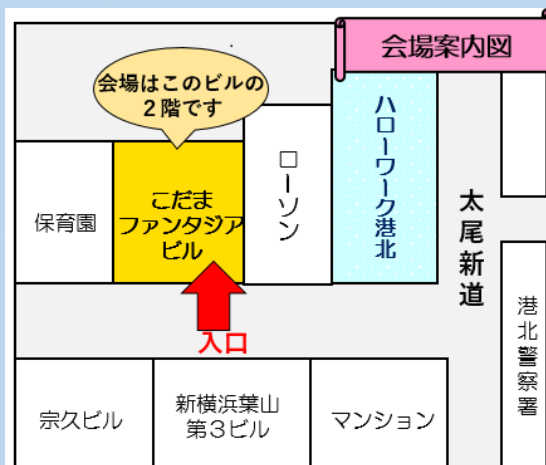 会場案内図
会場はこのビルの
２階です
保育園
こだま
ファンタジア
ビル
ローソン
ハローワーク港北
太尾新道
港北警察署
入口
宗久ビル
新横浜葉山
第３ビル
マンション